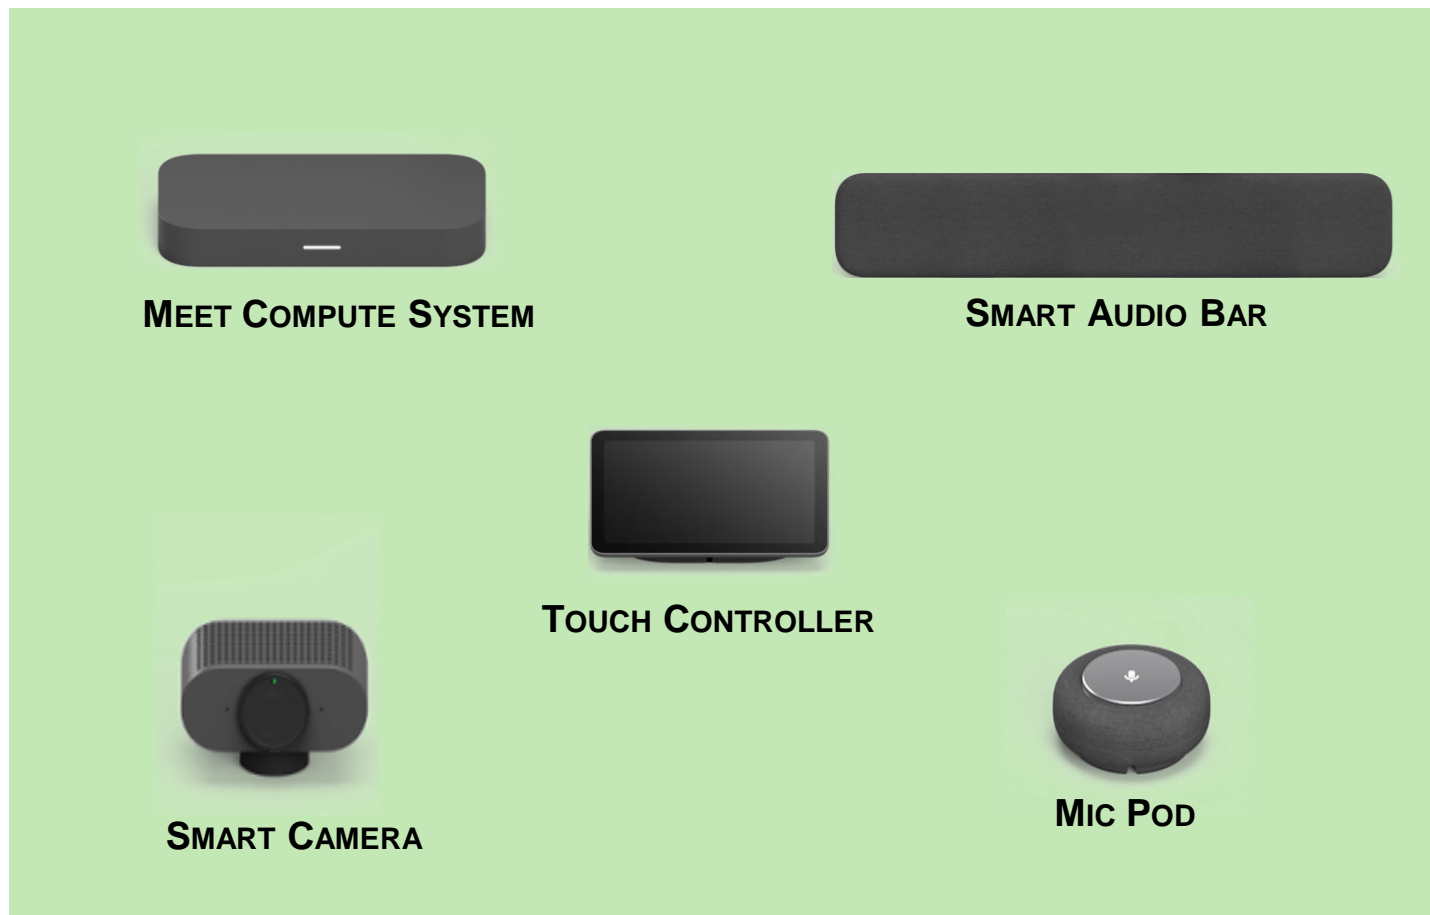 Meet Compute System
Smart Audio Bar
Touch Controller
Smart Camera
Mic Pod